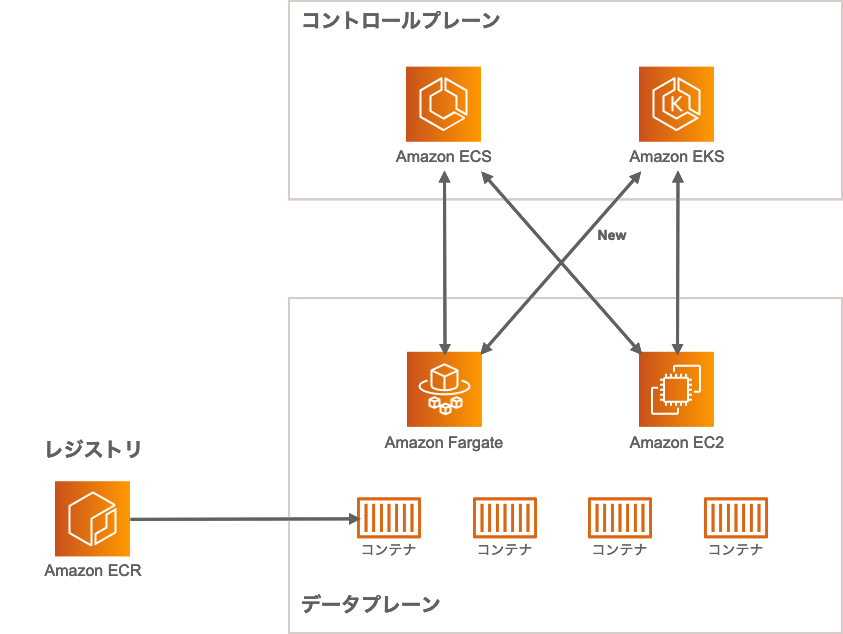 コントロールプレーン
Amazon ECS
Amazon EKS
K
New
Amazon Fargate
Amazon EC2
レジストリ
Amazon ECR
コンテナ
コンテナ
コンテナ
コンテナ
データプレーン